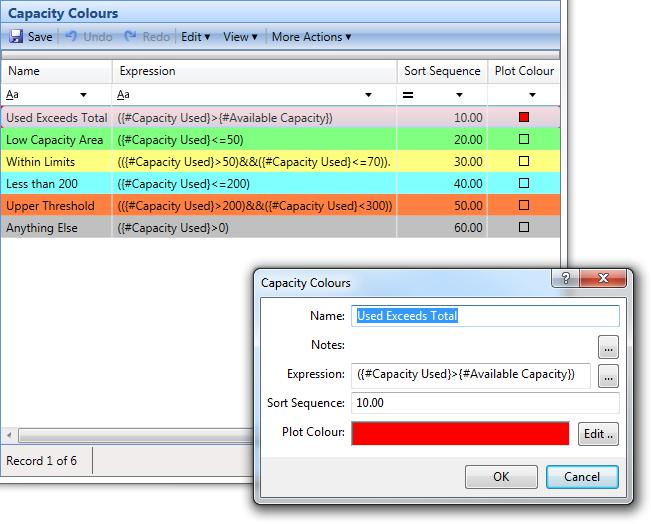 Capacity Colours
Save Undo Redo Edit ▾ View ▾ More Actions ▾
Name Expression Sort Sequence Plot Colour
Aa Aa =
Used Exceeds Total ({#Capacity Used}>{#Available Capacity}) 10.00
Low Capacity Area ({#Capacity Used}<=50) 20.00
Within Limits (({#Capacity Used}>50)&&({#Capacity Used}<=70)). 30.00
Less than 200 ({#Capacity Used}<=200) 40.00
Upper Threshold (({#Capacity Used}>200)&&({#Capacity Used}<300)) 50.00
Anything Else ({#Capacity Used}>0) 60.00
Record 1 of 6
Capacity Colours
Name: Used Exceeds Total
Notes: ...
Expression: ({#Capacity Used}>{#Available Capacity}) ...
Sort Sequence: 10.00
Plot Colour: Edit ..
OK Cancel